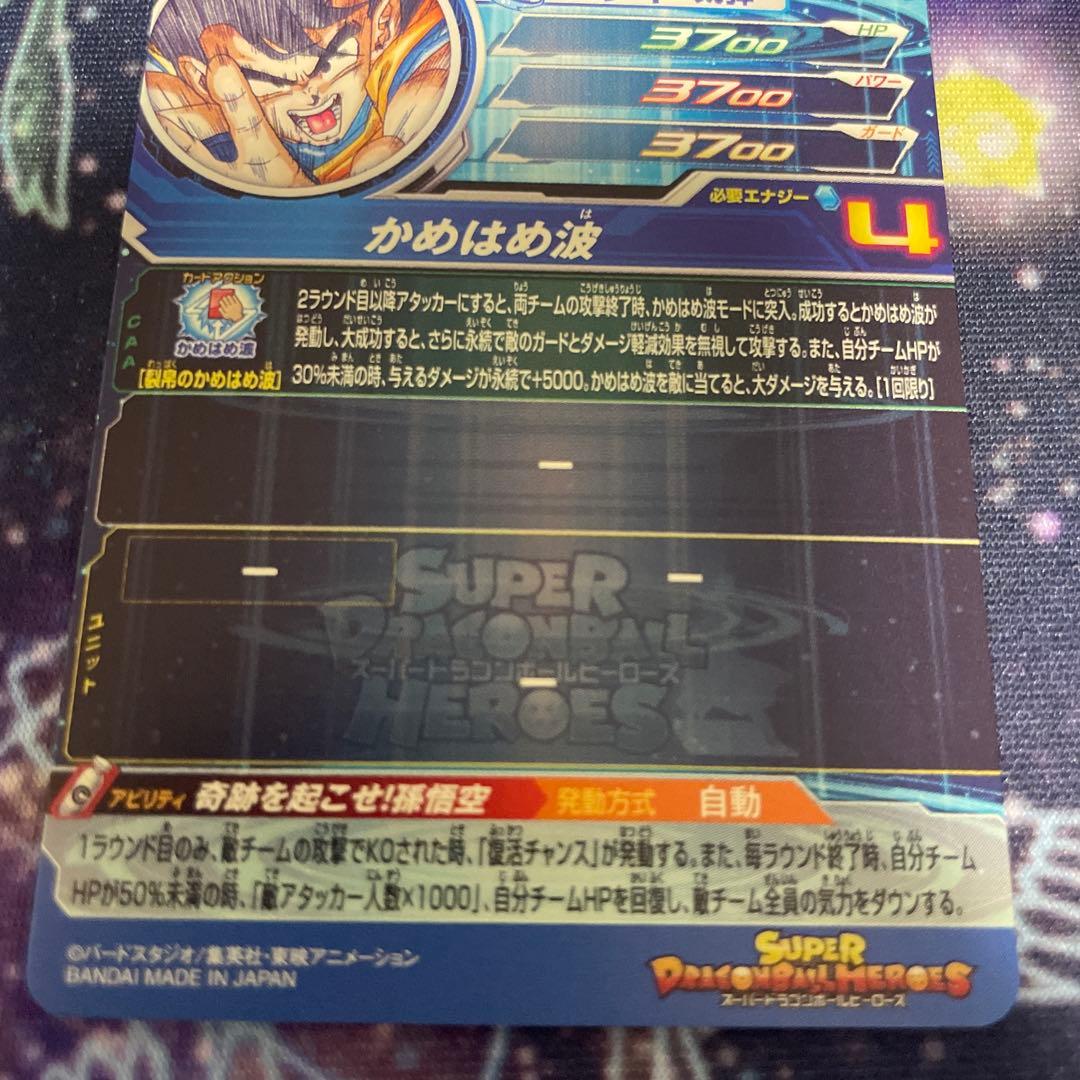 3700 HP
3700 パワー
3700 ガード
必要エナジー 4
かめはめ波
は
カードアクション
かめはめ波
CAA
[裂帛のかめはめ波]
2ラウンド目以降アタッカーにすると、両チームの攻撃終了時、かめはめ波モードに突入。成功するとかめはめ波が
発動し、大成功すると、さらに永続で敵のガードとダメージ軽減効果を無視して攻撃する。また、自分チームHPが
30%未満の時、与えるダメージが永続で+5000。かめはめ波を敵に当てると、大ダメージを与える。[1回限り]
ー
ユニット
ー
ー
ー
SUPER
DRAGONBALL
スーパードラゴンボールヒーローズ
HEROES
アビリティ 奇跡を起こせ!孫悟空 発動方式 自動
1ラウンド目のみ、敵チームの攻撃でKOされた時、「復活チャンス」が発動する。また、毎ラウンド終了時、自分チーム
HPが50%未満の時、「敵アタッカー人数×1000」、自分チームHPを回復し、敵チーム全員の気力をダウンする。
©バードスタジオ/集英社・東映アニメーション
BANDAI MADE IN JAPAN
SUPER
DRAGONBALL HEROES
スーパードラゴンボールヒーローズ